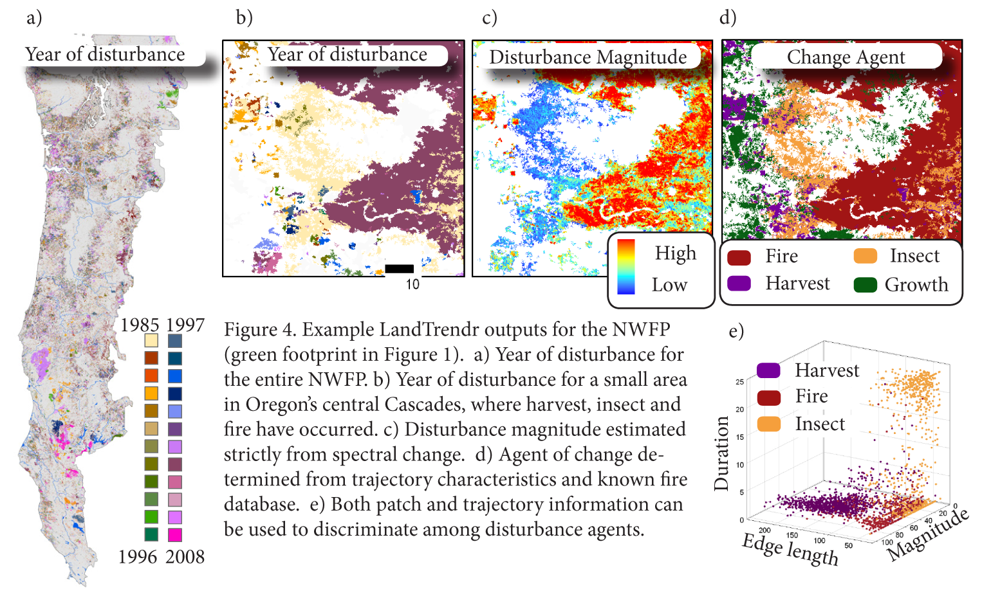 a)
Year of disturbance
b)
Year of disturbance
c)
Disturbance Magnitude
d)
Change Agent
10
High
Low
Fire
Insect
Harvest
Growth
1985 1997
1996 2008
Figure 4. Example LandTrendr outputs for the NWFP
(green footprint in Figure 1).  a) Year of disturbance for
the entire NWFP. b) Year of disturbance for a small area
in Oregon's central Cascades, where harvest, insect and
fire have occurred. c) Disturbance magnitude estimated
strictly from spectral change.  d) Agent of change de-
termined from trajectory characteristics and known fire
database.  e) Both patch and trajectory information can
be used to discriminate among disturbance agents.
e)
Harvest
Fire
Insect
Duration
25
20
15
10
5
0
200
150
100
50
Edge length
100
80
60
40
20
0
Magnitude